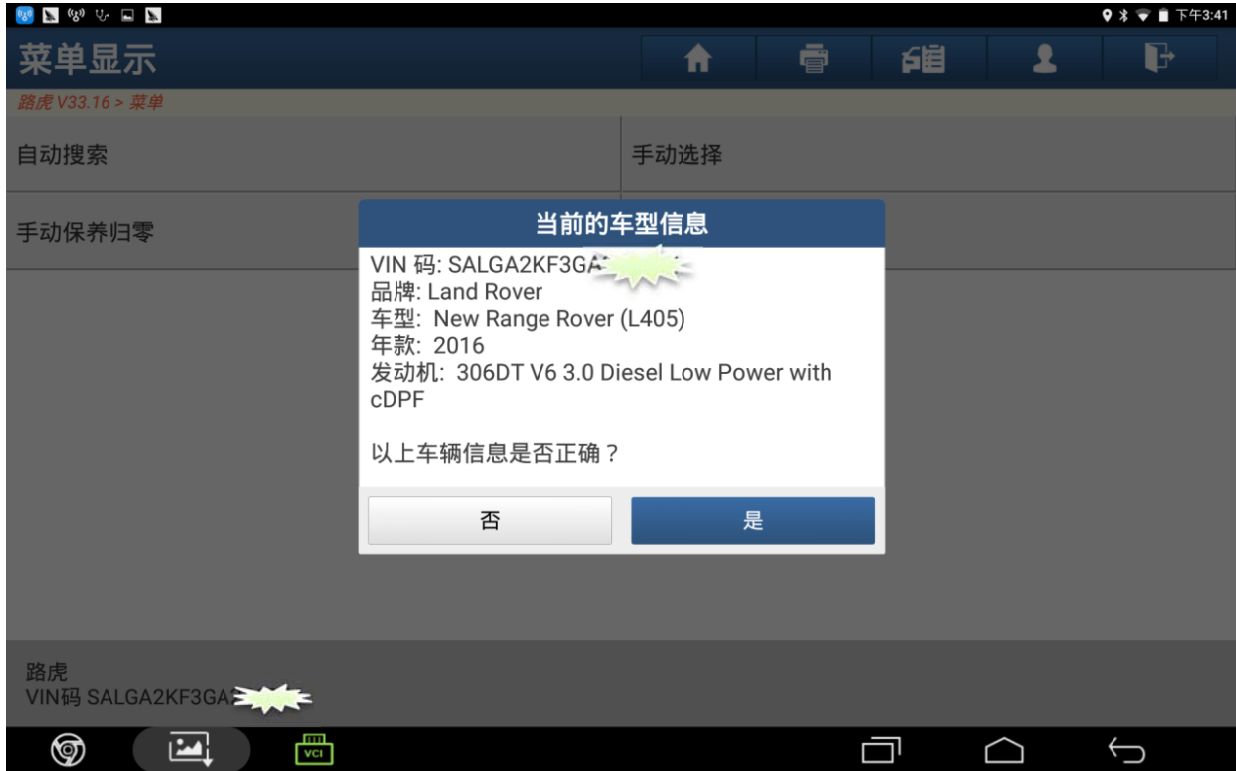 下午3:41
菜单显示
路虎 V33.16 > 菜单
自动搜索
手动选择
手动保养归零
当前的车型信息
VIN 码: SALGA2KF3GA
品牌: Land Rover
车型: New Range Rover (L405)
年款: 2016
发动机: 306DT V6 3.0 Diesel Low Power with
cDPF
以上车辆信息是否正确？
否
是
路虎
VIN码 SALGA2KF3GA
VCI